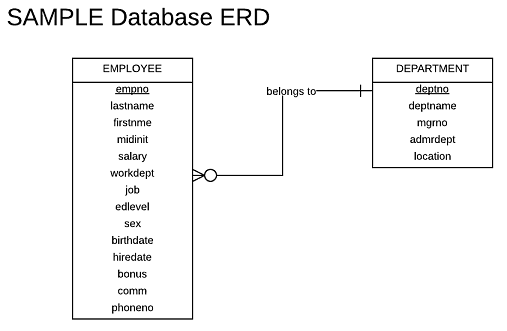 SAMPLE Database ERD
EMPLOYEE
empno
lastname
firstnme
midinit
salary
workdept
job
edlevel
sex
birthdate
hiredate
bonus
comm
phoneno
belongs to
DEPARTMENT
deptno
deptname
mgrno
admrdept
location